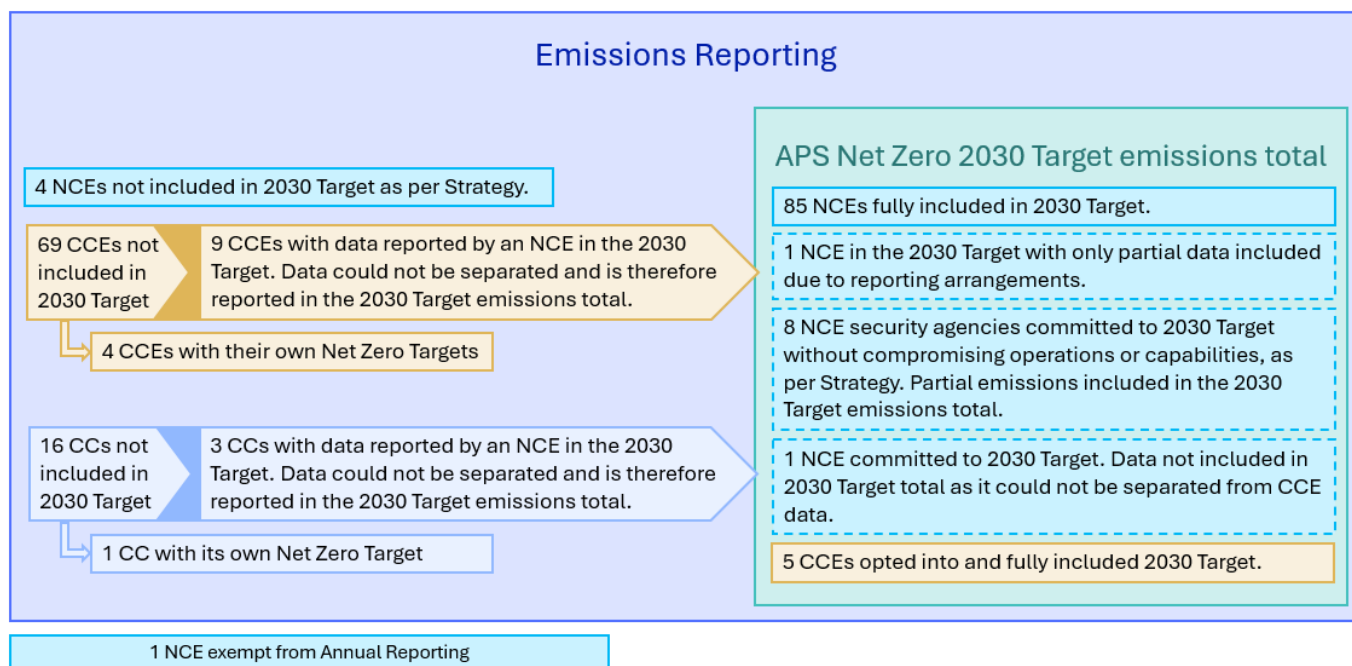 Emissions Reporting
4 NCEs not included in 2030 Target as per Strategy.
69 CCEs not
included in
2030 Target
9 CCEs with data reported by an NCE in the 2030
Target. Data could not be separated and is therefore
reported in the 2030 Target emissions total.
4 CCEs with their own Net Zero Targets
16 CCs not
included in
2030 Target
3 CCs with data reported by an NCE in the 2030
Target. Data could not be separated and is therefore
reported in the 2030 Target emissions total.
1 CC with its own Net Zero Target
APS Net Zero 2030 Target emissions total
85 NCEs fully included in 2030 Target.
1 NCE in the 2030 Target with only partial data included
due to reporting arrangements.
8 NCE security agencies committed to 2030 Target
without compromising operations or capabilities, as
per Strategy. Partial emissions included in the 2030
Target emissions total.
1 NCE committed to 2030 Target. Data not included in
2030 Target total as it could not be separated from CCE
data.
5 CCEs opted into and fully included 2030 Target.
1 NCE exempt from Annual Reporting